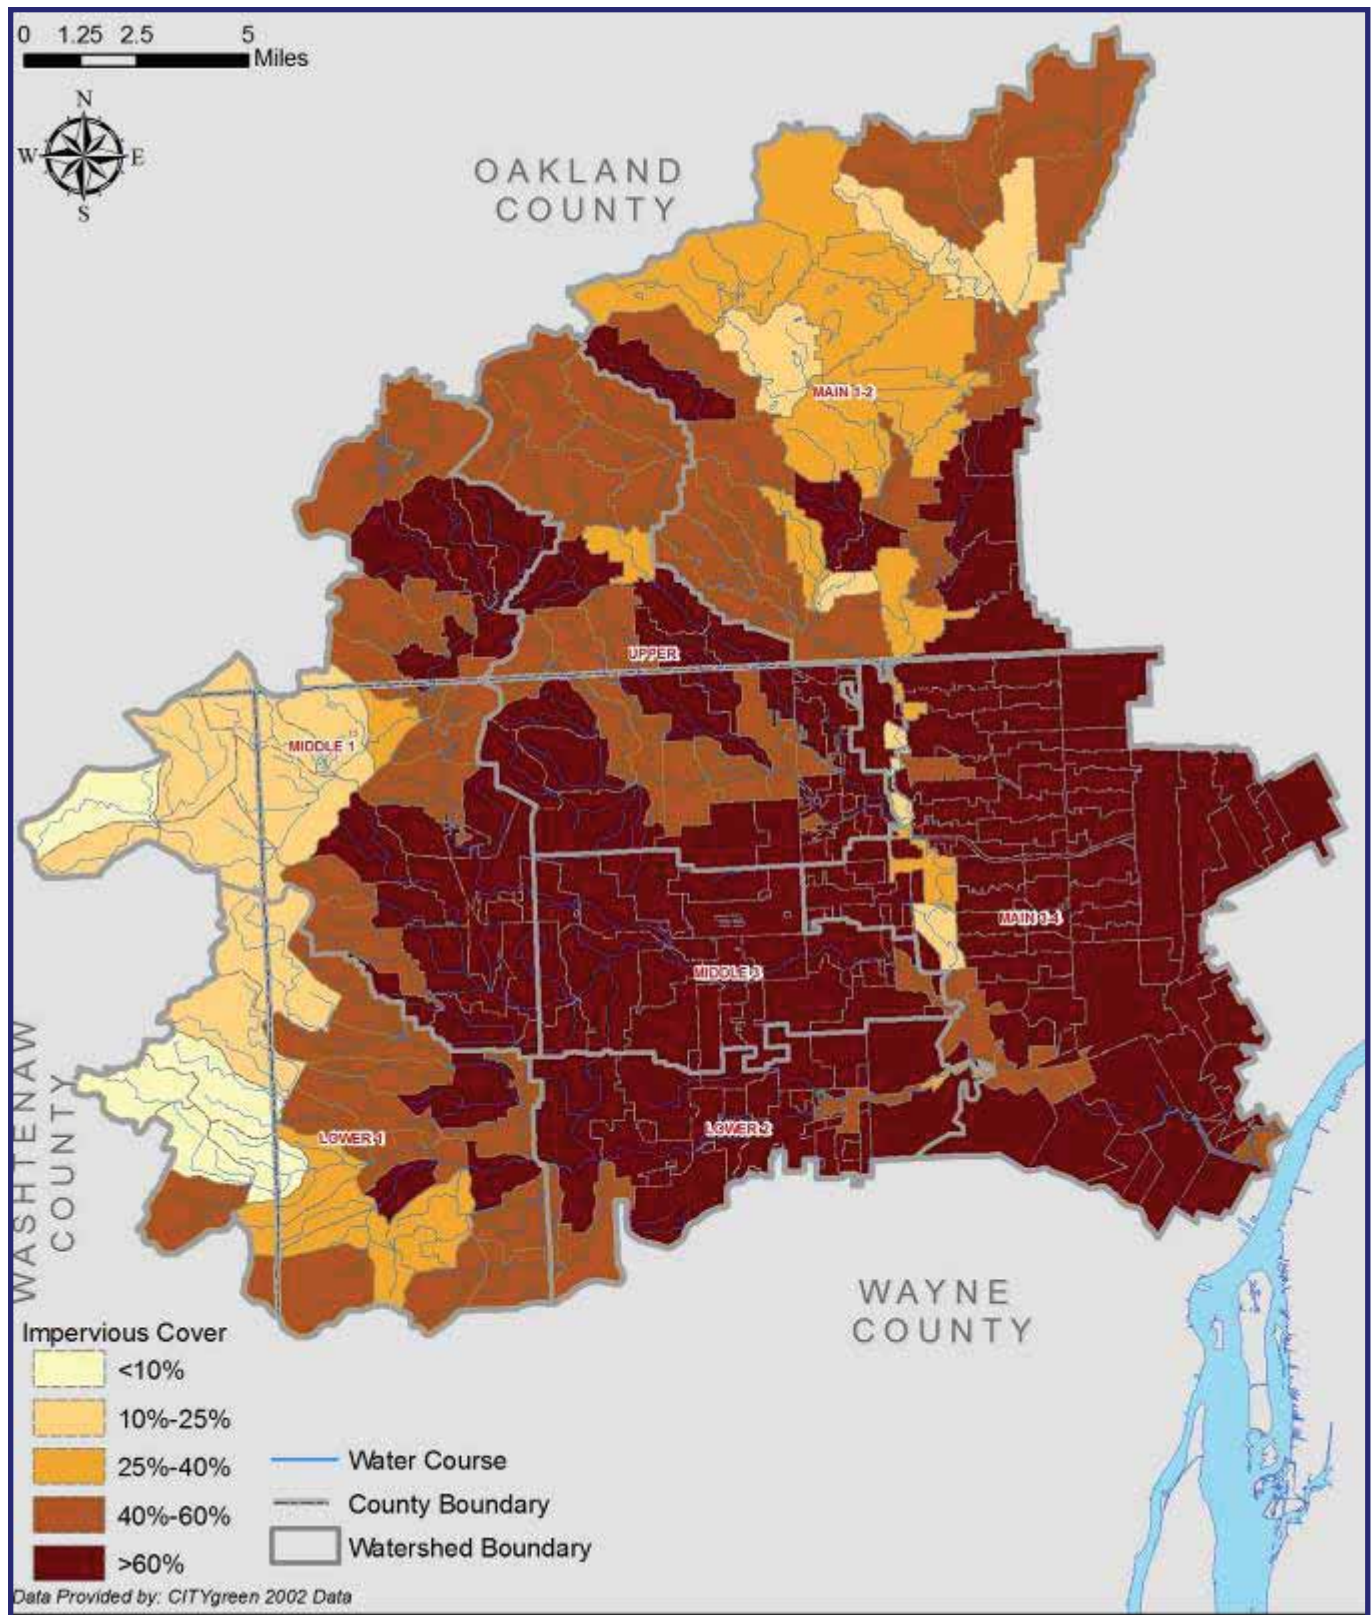 0 1.25 2.5 5
Miles
N
W E
S
OAKLAND
COUNTY
MAIN 1-2
UPPER
MIDDLE 1
MAIN 3-4
MIDDLE 3
LOWER 1
LOWER 2
WASHTENAW
COUNTY
WAYNE
COUNTY
Impervious Cover
<10%
10%-25%
25%-40%
40%-60%
>60%
Water Course
County Boundary
Watershed Boundary
Data Provided by: CITYgreen 2002 Data